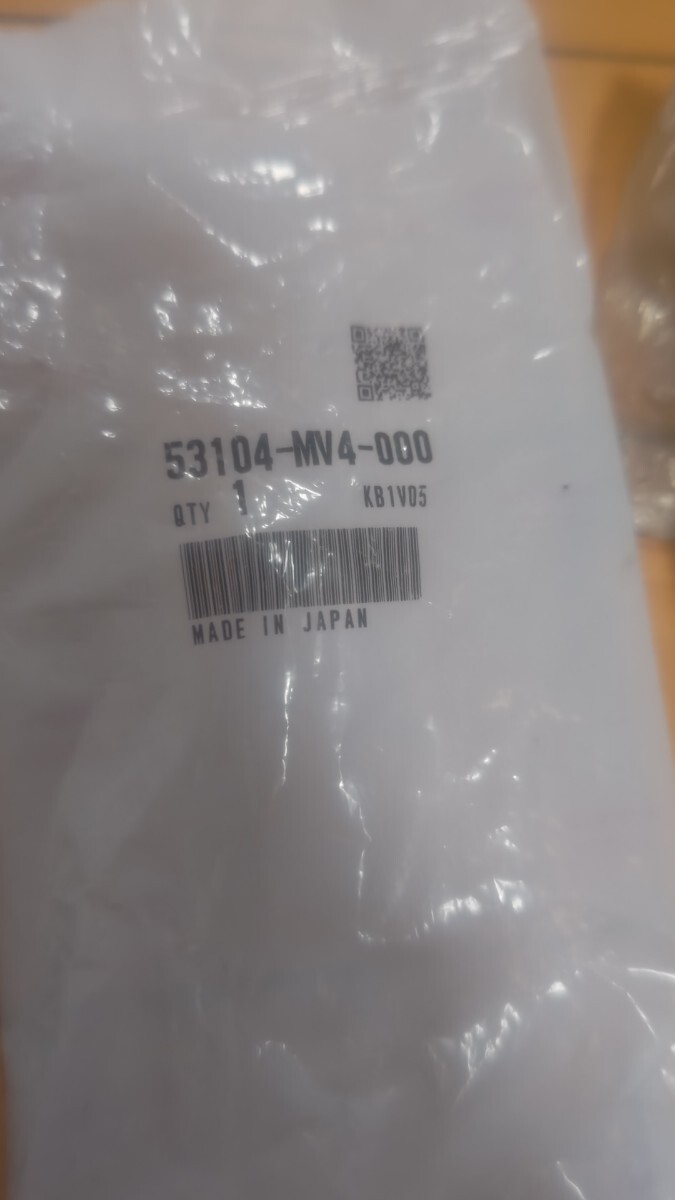 53104-MV4-000
QTY 1 KB1V05
MADE IN JAPAN